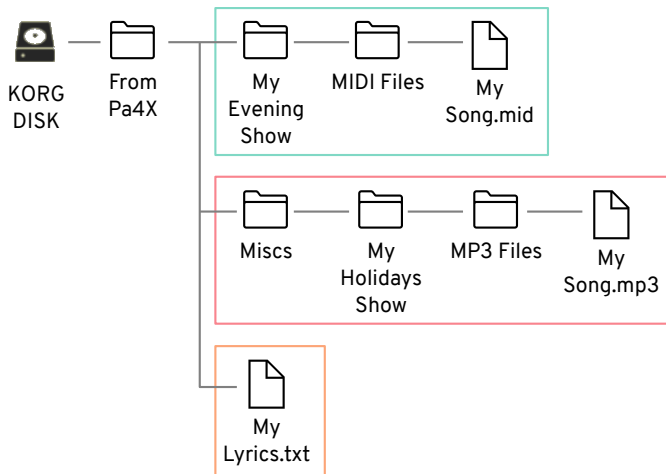 KORG
DISK
From
Pa4X
My
Evening
Show
MIDI Files
My
Song.mid
Miscs
My
Holidays
Show
MP3 Files
My
Song.mp3
My
Lyrics.txt